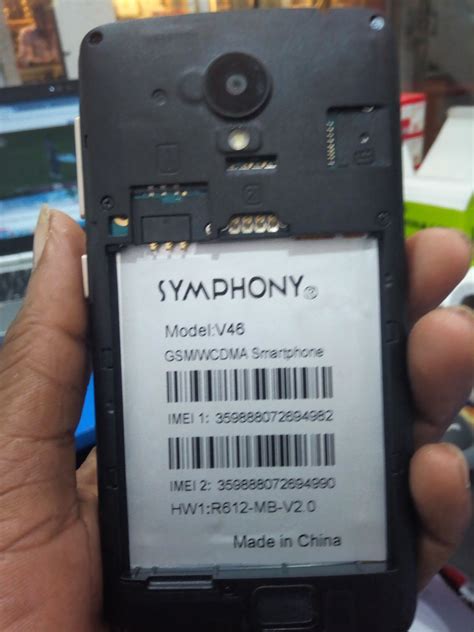 SYMPHONY
Model:V46
GSM/WCDMA Smartphone
IMEI 1: 359888072694982
IMEI 2: 359888072694990
HW1:R612-MB-V2.0
Made in China